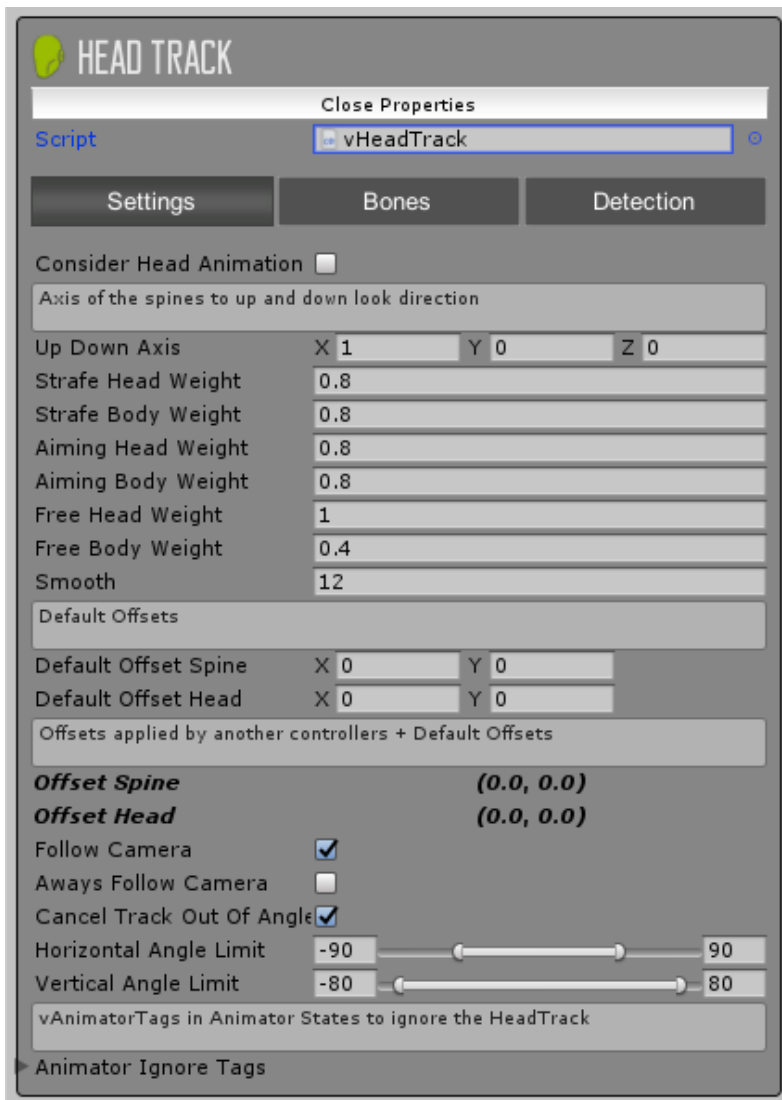 HEAD TRACK
Close Properties
Script vHeadTrack
Settings Bones Detection
Consider Head Animation
Axis of the spines to up and down look direction
Up Down Axis X 1 Y 0 Z 0
Strafe Head Weight 0.8
Strafe Body Weight 0.8
Aiming Head Weight 0.8
Aiming Body Weight 0.8
Free Head Weight 1
Free Body Weight 0.4
Smooth 12
Default Offsets
Default Offset Spine X 0 Y 0
Default Offset Head X 0 Y 0
Offsets applied by another controllers + Default Offsets
Offset Spine (0.0, 0.0)
Offset Head (0.0, 0.0)
Follow Camera
Aways Follow Camera
Cancel Track Out Of Angle
Horizontal Angle Limit -90 90
Vertical Angle Limit -80 80
vAnimatorTags in Animator States to ignore the HeadTrack
Animator Ignore Tags